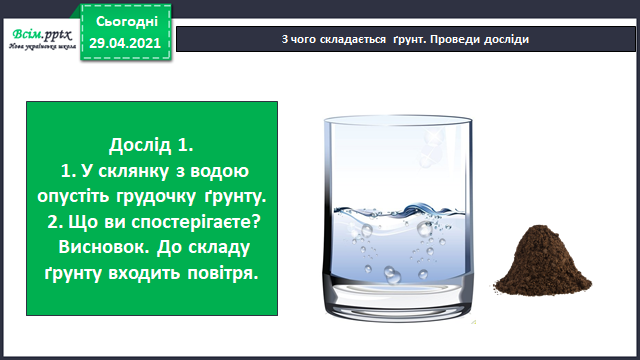 Всім.pptx
Нова українська школа
Сьогодні
29.04.2021
З чого складається ґрунт. Проведи досліди
Дослід 1.
1. У склянку з водою
опустіть грудочку ґрунту.
2. Що ви спостерігаєте?
Висновок. До складу
ґрунту входить повітря.